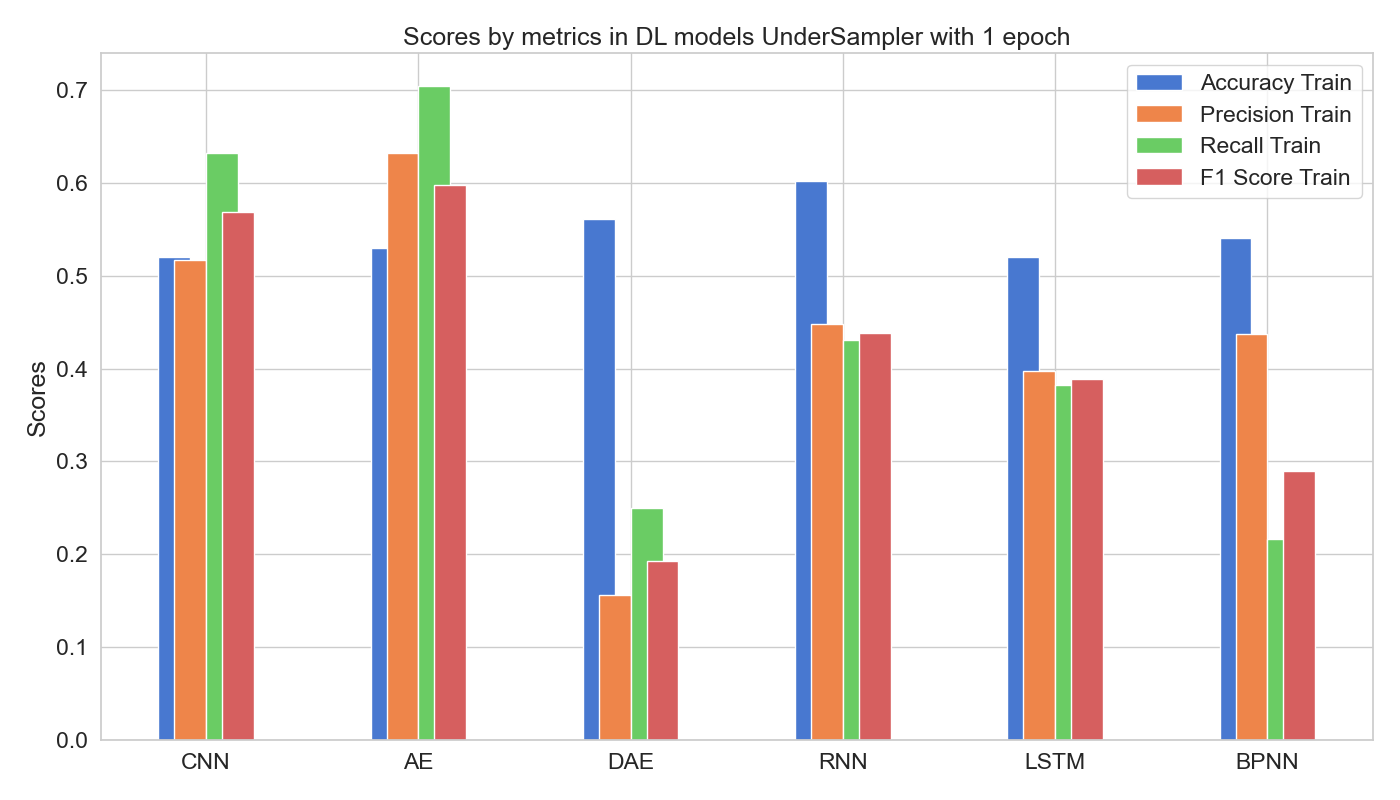 Scores by metrics in DL models UnderSampler with 1 epoch
Accuracy Train
Precision Train
Recall Train
F1 Score Train
Scores
0.7
0.6
0.5
0.4
0.3
0.2
0.1
0.0
CNN AE DAE RNN LSTM BPNN